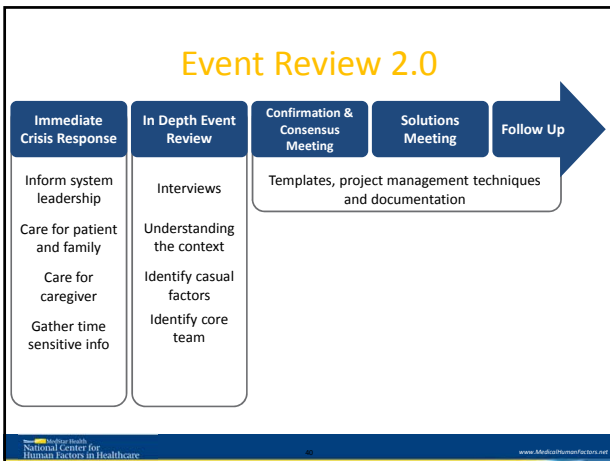 Event Review 2.0
Immediate
Crisis Response
In Depth Event
Review
Confirmation &
Consensus
Meeting
Solutions
Meeting
Follow Up
Inform system
leadership
Care for patient
and family
Care for
caregiver
Gather time
sensitive info
Interviews
Understanding
the context
Identify casual
factors
Identify core
team
Templates, project management techniques
and documentation
MedStar Health
National Center for
Human Factors in Healthcare
40
www.MedicalHumanFactors.net